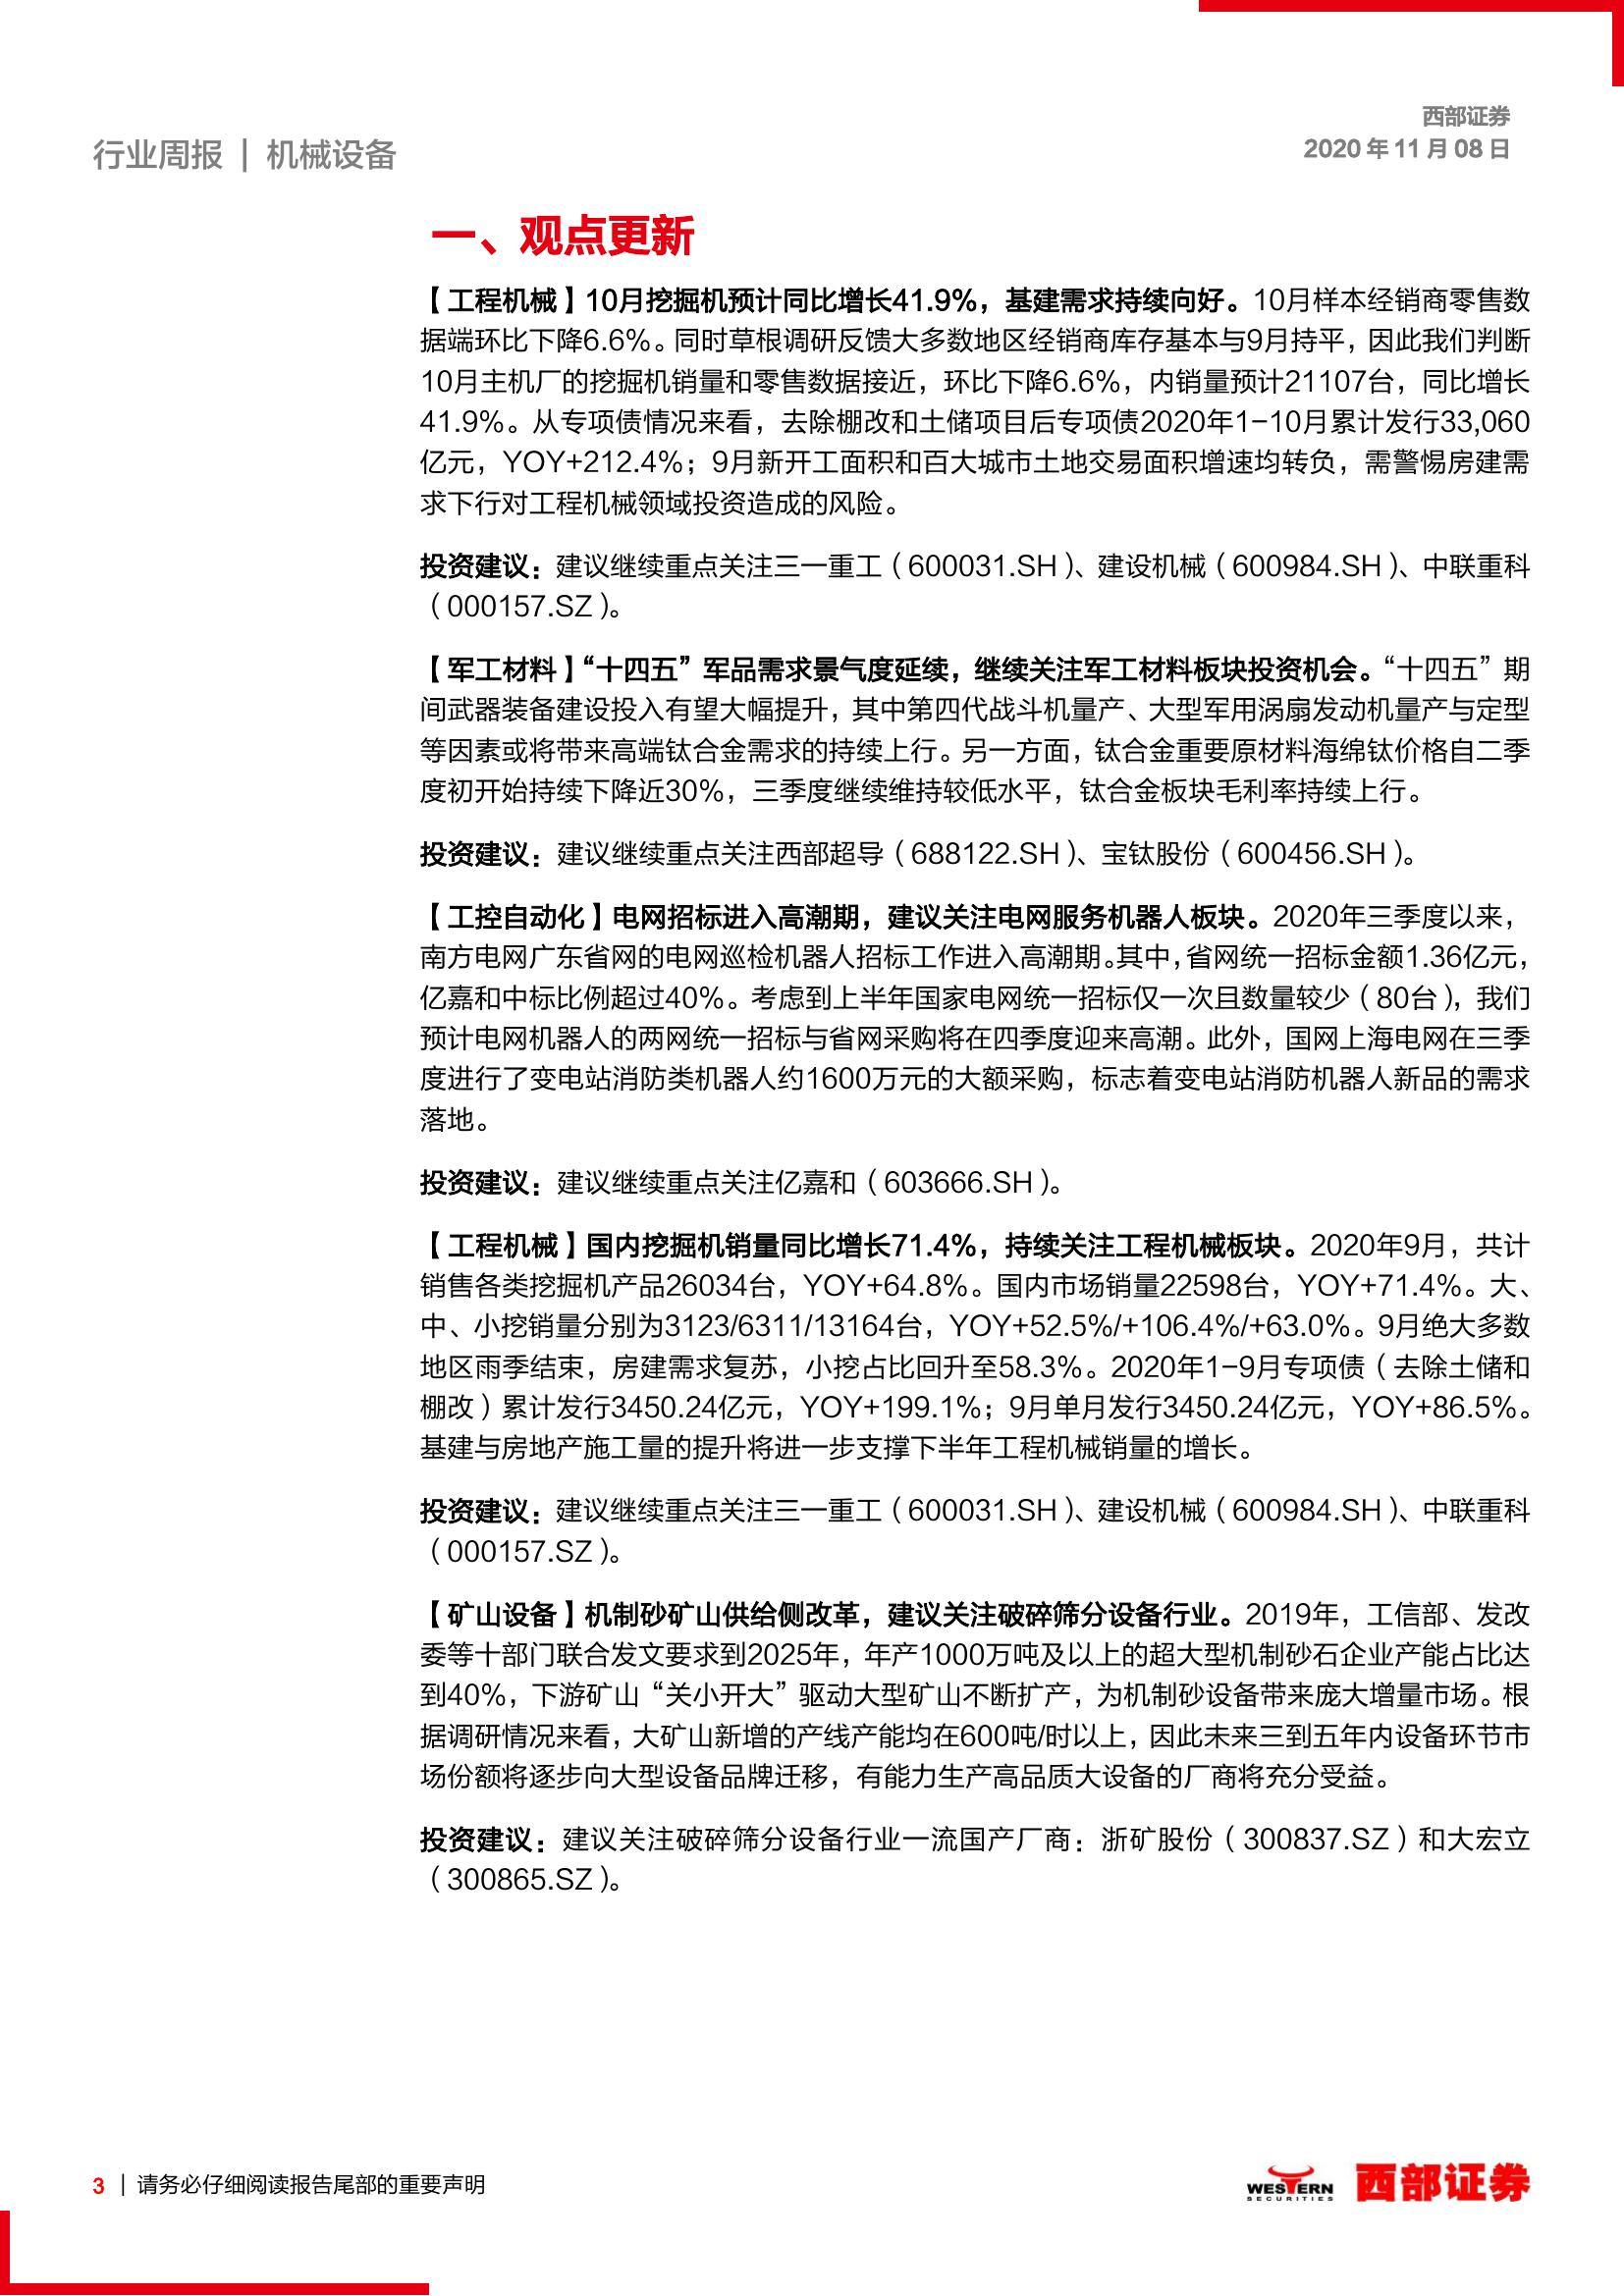 西部证券
行业周报 | 机械设备
2020 年 11 月 08 日
一、观点更新
【工程机械】10月挖掘机预计同比增长41.9%，基建需求持续向好。10月样本经销商零售数
据端环比下降6.6%。同时草根调研反馈大多数地区经销商库存基本与9月持平，因此我们判断
10月主机厂的挖掘机销量和零售数据接近，环比下降6.6%，内销量预计21107台，同比增长
41.9%。从专项债情况来看，去除棚改和土储项目后专项债2020年1-10月累计发行33,060
亿元，YOY+212.4%；9月新开工面积和百大城市土地交易面积增速均转负，需警惕房建需
求下行对工程机械领域投资造成的风险。
投资建议：建议继续重点关注三一重工（600031.SH）、建设机械（600984.SH）、中联重科
（000157.SZ）。
【军工材料】“十四五”军品需求景气度延续，继续关注军工材料板块投资机会。“十四五”期
间武器装备建设投入有望大幅提升，其中第四代战斗机量产、大型军用涡扇发动机量产与定型
等因素或将带来高端钛合金需求的持续上行。另一方面，钛合金重要原材料海绵钛价格自二季
度初开始持续下降近30%，三季度继续维持较低水平，钛合金板块毛利率持续上行。
投资建议：建议继续重点关注西部超导（688122.SH）、宝钛股份（600456.SH）。
【工控自动化】电网招标进入高潮期，建议关注电网服务机器人板块。2020年三季度以来，
南方电网广东省网的电网巡检机器人招标工作进入高潮期。其中，省网统一招标金额1.36亿元，
亿嘉和中标比例超过40%。考虑到上半年国家电网统一招标仅一次且数量较少（80台），我们
预计电网机器人的两网统一招标与省网采购将在四季度迎来高潮。此外，国网上海电网在三季
度进行了变电站消防类机器人约1600万元的大额采购，标志着变电站消防机器人新品的需求
落地。
投资建议：建议继续重点关注亿嘉和（603666.SH）。
【工程机械】国内挖掘机销量同比增长71.4%，持续关注工程机械板块。2020年9月，共计
销售各类挖掘机产品26034台，YOY+64.8%。国内市场销量22598台，YOY+71.4%。大、
中、小挖销量分别为3123/6311/13164台，YOY+52.5%/+106.4%/+63.0%。9月绝大多数
地区雨季结束，房建需求复苏，小挖占比回升至58.3%。2020年1-9月专项债（去除土储和
棚改）累计发行3450.24亿元，YOY+199.1%；9月单月发行3450.24亿元，YOY+86.5%。
基建与房地产施工量的提升将进一步支撑下半年工程机械销量的增长。
投资建议：建议继续重点关注三一重工（600031.SH）、建设机械（600984.SH）、中联重科
（000157.SZ）。
【矿山设备】机制砂矿山供给侧改革，建议关注破碎筛分设备行业。2019年，工信部、发改
委等十部门联合发文要求到2025年，年产1000万吨及以上的超大型机制砂石企业产能占比达
到40%，下游矿山“关小开大”驱动大型矿山不断扩产，为机制砂设备带来庞大增量市场。根
据调研情况来看，大矿山新增的产线产能均在600吨/时以上，因此未来三到五年内设备环节市
场份额将逐步向大型设备品牌迁移，有能力生产高品质大设备的厂商将充分受益。
投资建议：建议关注破碎筛分设备行业一流国产厂商：浙矿股份（300837.SZ）和大宏立
（300865.SZ）。
3 | 请务必仔细阅读报告尾部的重要声明
WESTERN
SECURITIES
西部证券